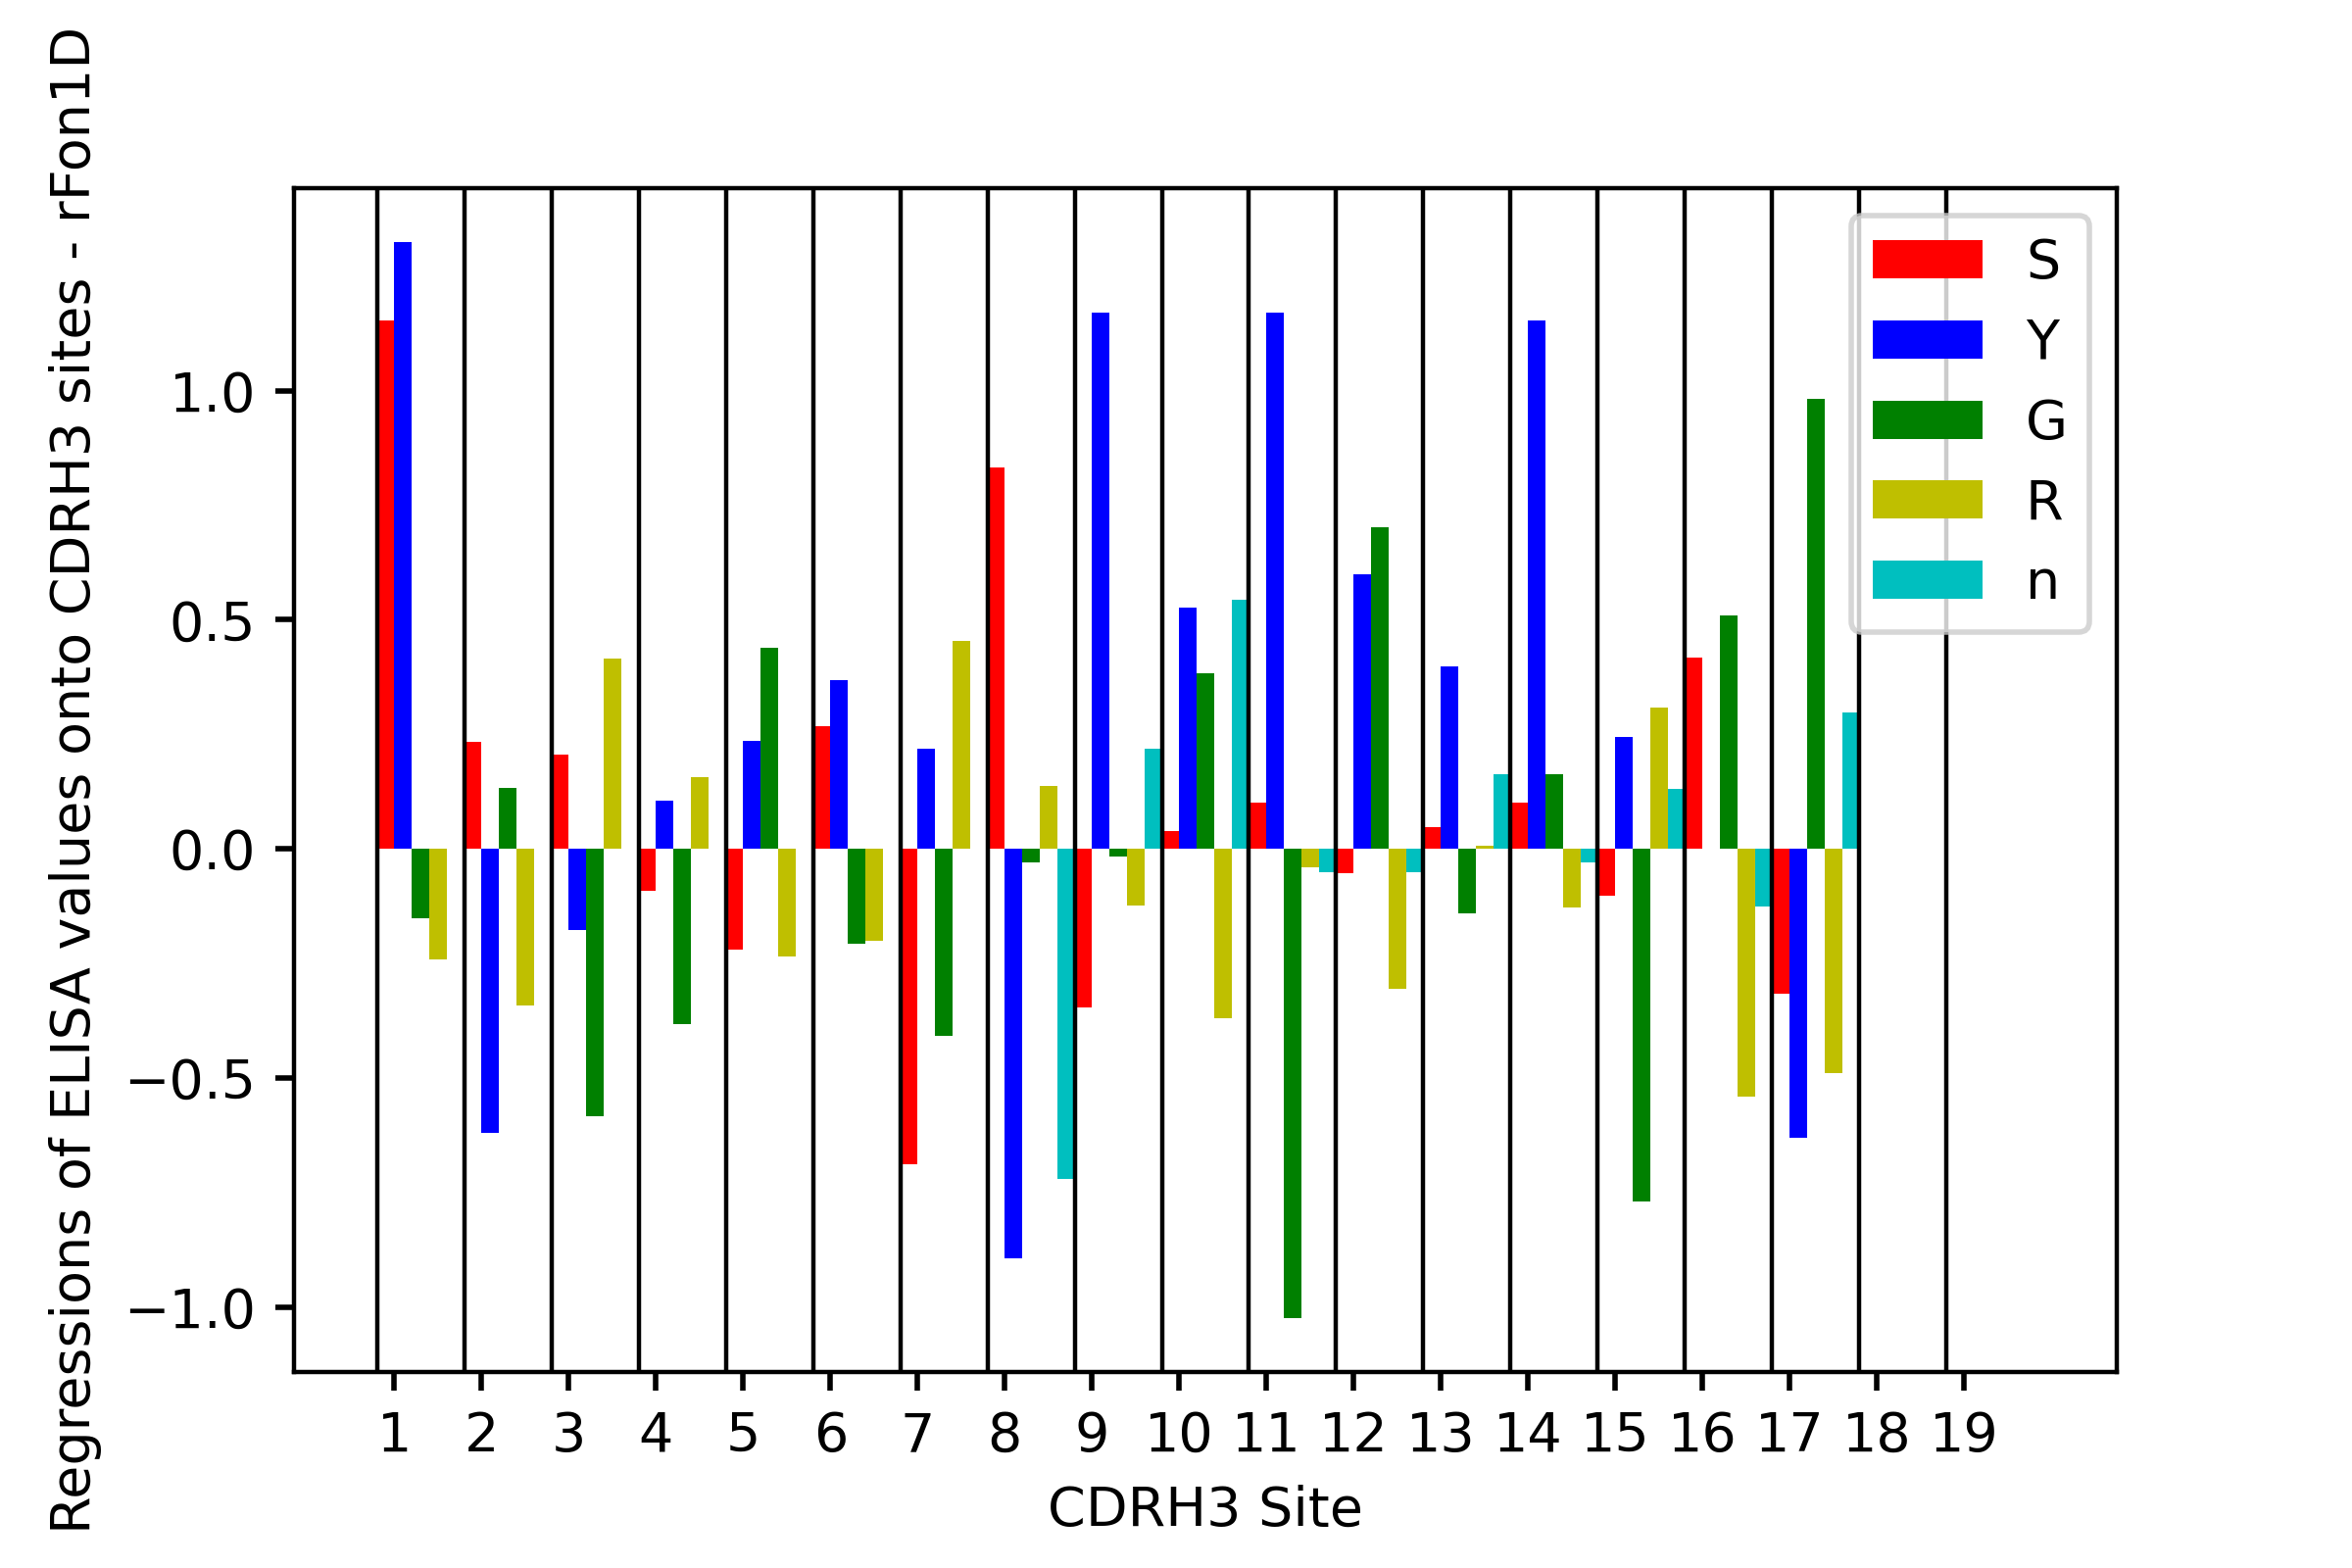 Regressions of ELISA values onto CDRH3 sites - rFon1D
1.0
0.5
0.0
−0.5
−1.0
S
Y
G
R
n
1 2 3 4 5 6 7 8 9 10 11 12 13 14 15 16 17 18 19
CDRH3 Site